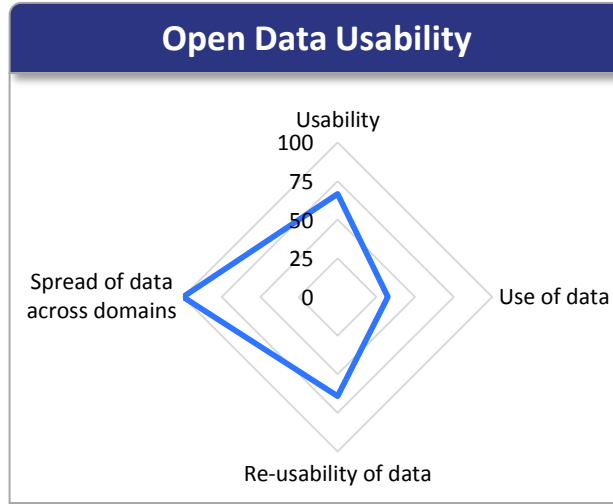 Open Data Usability
Usability
100
75
50
25
0
Spread of data
across domains
Use of data
Re-usability of data